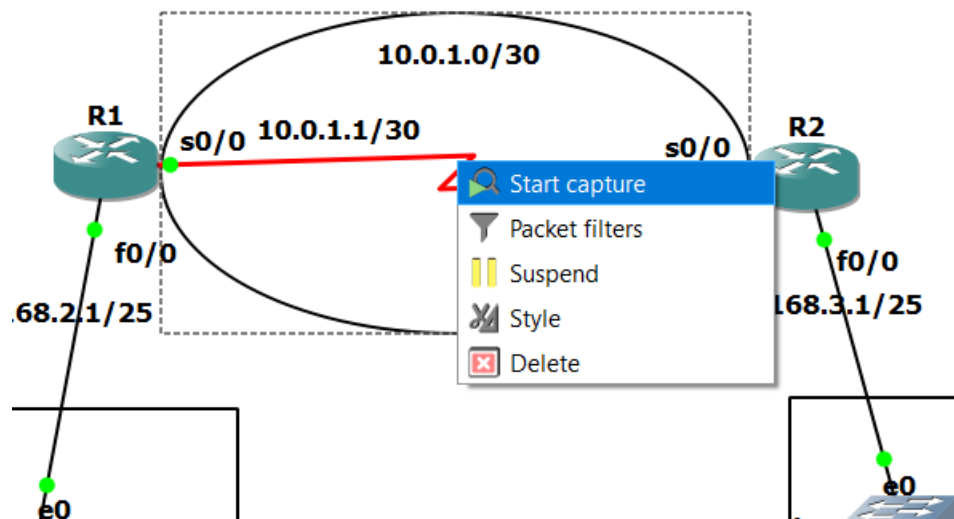 10.0.1.0/30
R1
s0/0
10.0.1.1/30
R2
s0/0
Start capture
Packet filters
Suspend
Style
Delete
f0/0
.68.2.1/25
f0/0
168.3.1/25
e0
e0